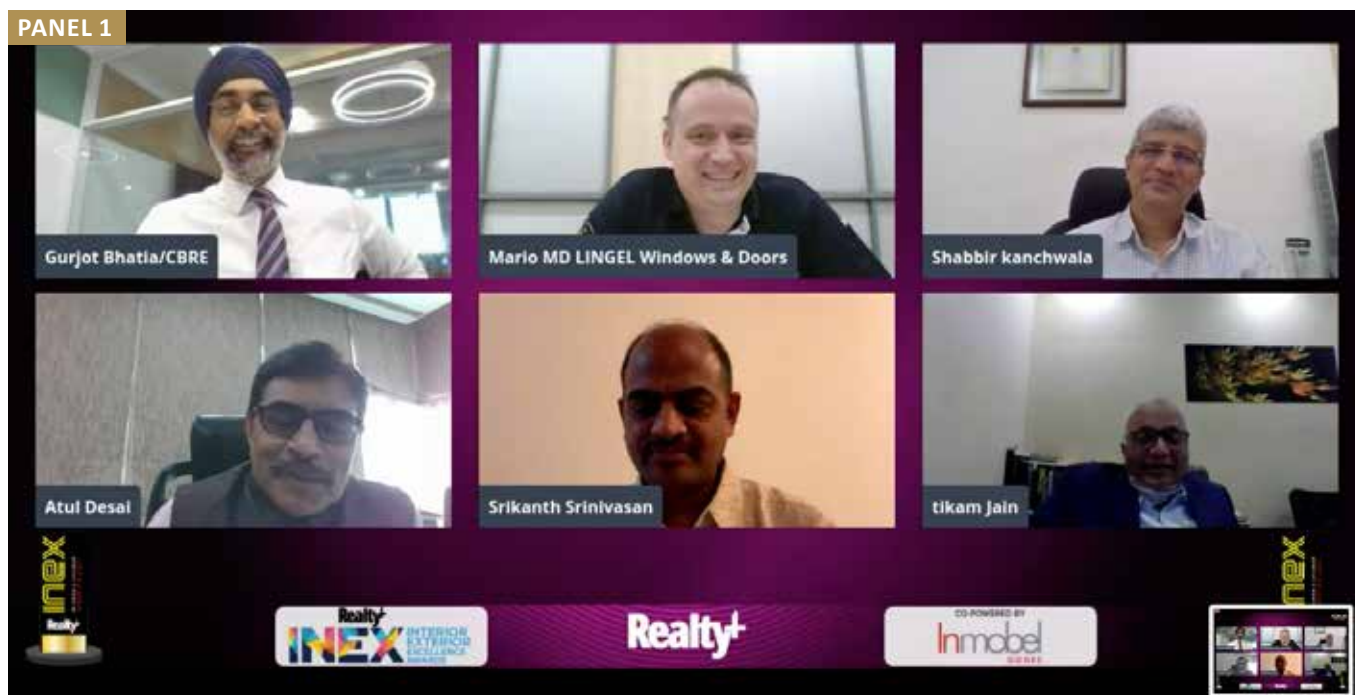 PANEL 1
Gurjot Bhatia/CBRE
Mario MD LINGEL Windows & Doors
Shabbir kanchwala
Atul Desai
Srikanth Srinivasan
tikam Jain
inex
Realty+
Realty+
INEX
INTERIOR
EXTERIOR
EXCELLENCE
AWARDS
Realty+
CO-POWERED BY
Inmobel
inex